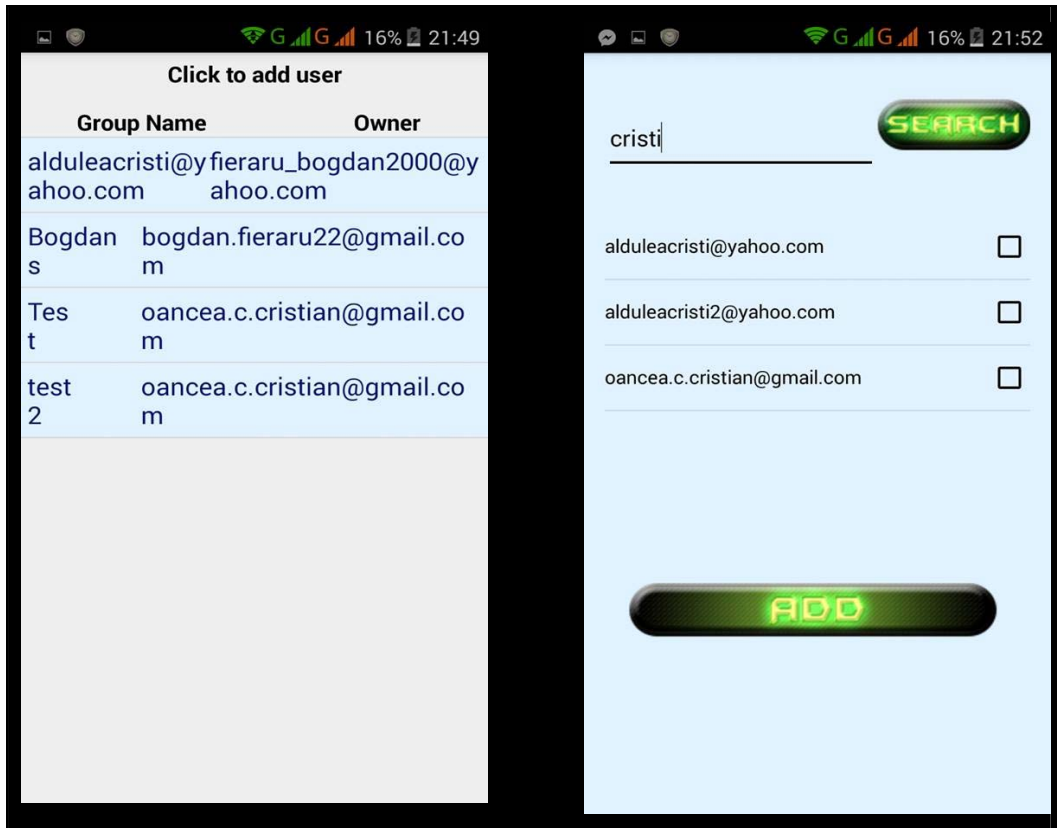 G G 16% 21:49
Click to add user
Group Name Owner
alduleacristi@y fieraru_bogdan2000@y
ahoo.com ahoo.com
Bogdan bogdan.fieraru22@gmail.co
s m
Tes oancea.c.cristian@gmail.co
t m
test oancea.c.cristian@gmail.co
2 m
G G 16% 21:52
cristi SEARCH
alduleacristi@yahoo.com
alduleacristi2@yahoo.com
oancea.c.cristian@gmail.com
ADD